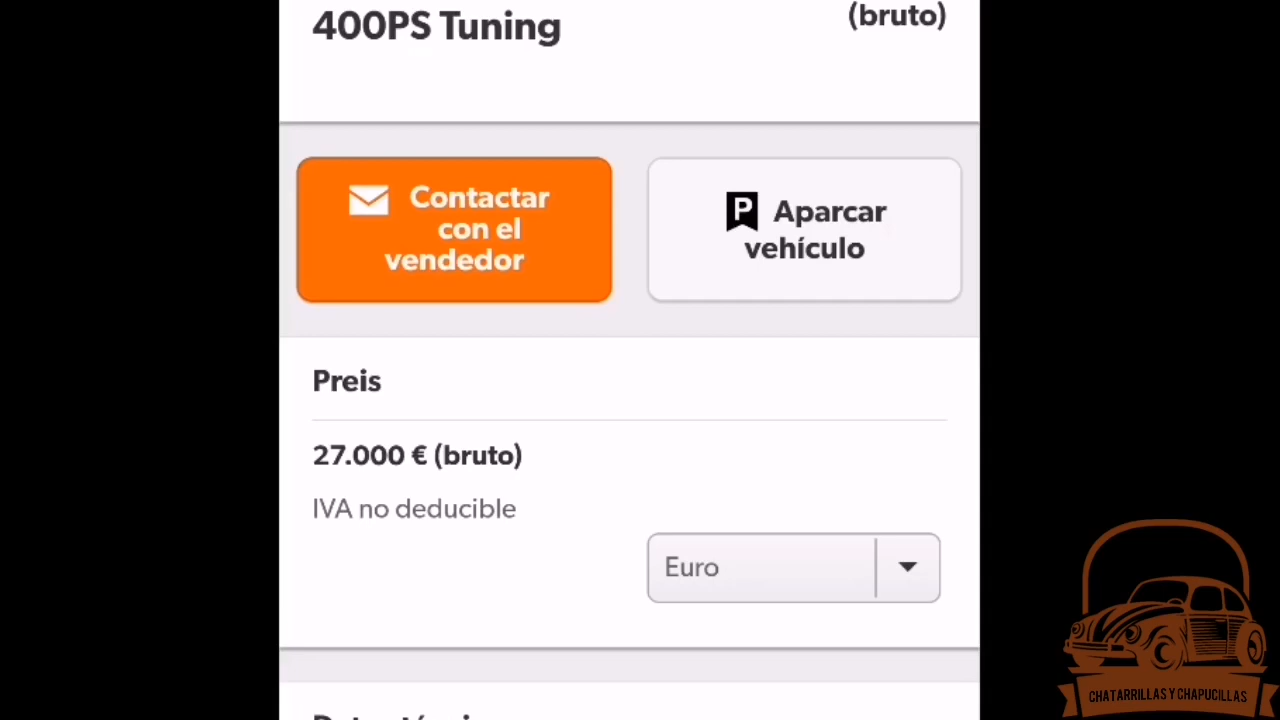 400PS Tuning
(bruto)
Contactar
con el
vendedor
P Aparcar
vehículo
Preis
27.000 € (bruto)
IVA no deducible
Euro
CHATARRILLAS Y CHAPUCILLAS